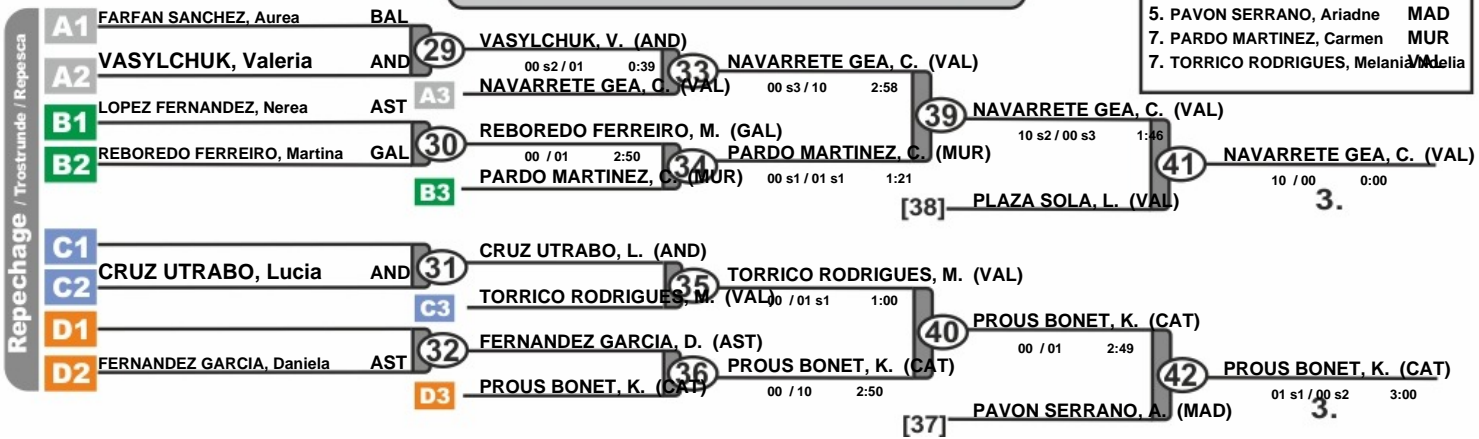 Repechage / Trostrunde / Repesca
5. PAVON SERRANO, Ariadne MAD
7. PARDO MARTINEZ, Carmen MUR
7. TORRICO RODRIGUES, Melania Noelia VAL
A1 FARFAN SANCHEZ, Aurea BAL
A2 VASYLCHUK, Valeria AND
29
VASYLCHUK, V. (AND)
00 s2 / 01 0:39
A3 NAVARRETE GEA, C. (VAL)
33
NAVARRETE GEA, C. (VAL)
00 s3 / 10 2:58
B1 LOPEZ FERNANDEZ, Nerea AST
B2 REBOREDO FERREIRO, Martina GAL
30
REBOREDO FERREIRO, M. (GAL)
00 / 01 2:50
B3 PARDO MARTINEZ, C. (MUR)
34
PARDO MARTINEZ, C. (MUR)
00 s1 / 01 s1 1:21
39
NAVARRETE GEA, C. (VAL)
10 s2 / 00 s3 1:46
[38] PLAZA SOLA, L. (VAL)
41
NAVARRETE GEA, C. (VAL)
10 / 00 0:00
3.
C1
C2 CRUZ UTRABO, Lucia AND
31
CRUZ UTRABO, L. (AND)
C3 TORRICO RODRIGUES, M. (VAL)
35
TORRICO RODRIGUES, M. (VAL)
00 / 01 s1 1:00
D1
D2 FERNANDEZ GARCIA, Daniela AST
32
FERNANDEZ GARCIA, D. (AST)
D3 PROUS BONET, K. (CAT)
36
PROUS BONET, K. (CAT)
00 / 10 2:50
40
PROUS BONET, K. (CAT)
00 / 01 2:49
[37] PAVON SERRANO, A. (MAD)
42
PROUS BONET, K. (CAT)
01 s1 / 00 s2 3:00
3.